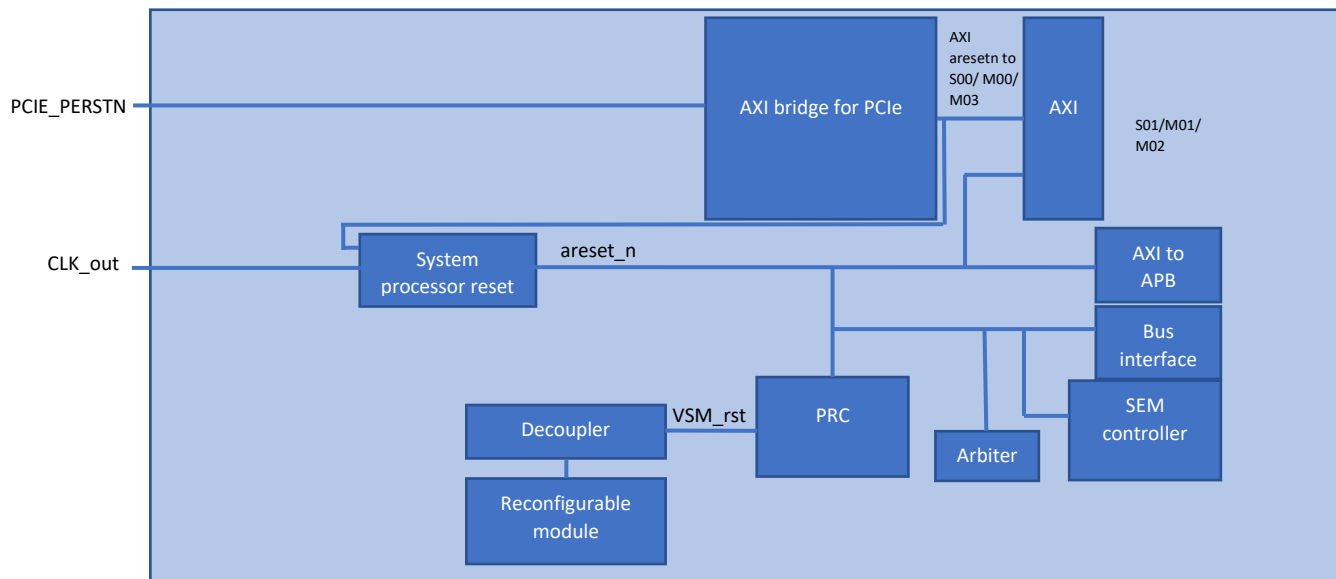 AXI
aresetn to
S00/ M00/
M03
PCIE_PERSTN
AXI bridge for PCIe
AXI
S01/M01/
M02
CLK_out
System
processor reset
areset_n
AXI to
APB
Bus
interface
Decoupler
VSM_rst
PRC
SEM
controller
Arbiter
Reconfigurable
module